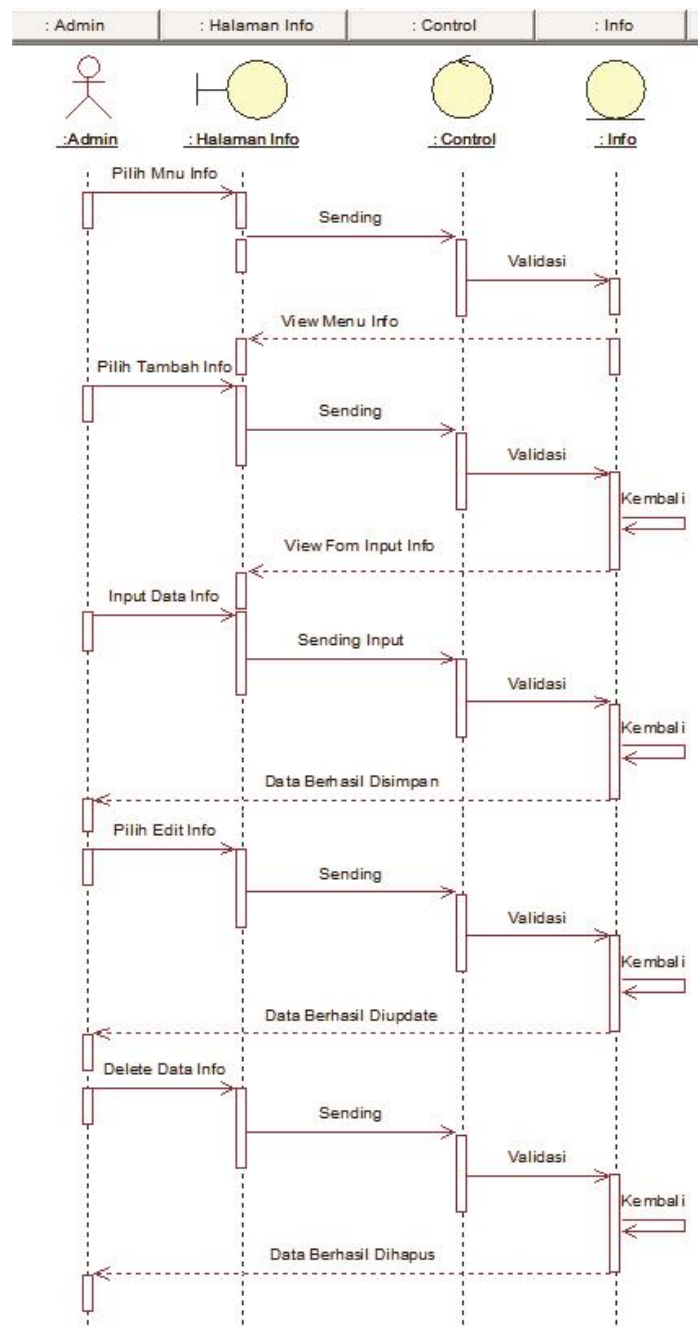 : Admin
: Halaman Info
: Control
: Info
:Admin
: Halaman Info
: Control
: Info
Pilih Mnu Info
Sending
Validasi
View Menu Info
Pilih Tambah Info
Sending
Validasi
Kembali
View Fom Input Info
Input Data Info
Sending Input
Validasi
Kembali
Data Berhasil Disimpan
Pilih Edit Info
Sending
Validasi
Kembali
Data Berhasil Diupdate
Delete Data Info
Sending
Validasi
Kembali
Data Berhasil Dihapus